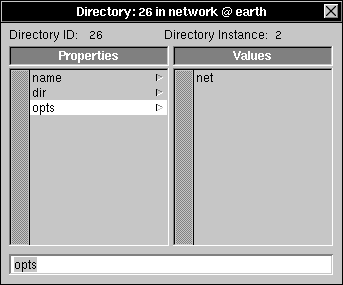 Directory: 26 in network @ earth
Directory ID: 26 Directory Instance: 2
Properties Values
name net
dir
opts
opts